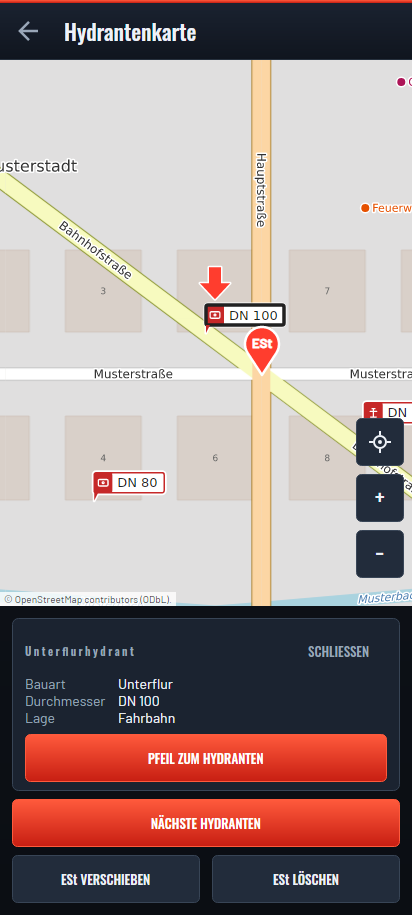 Hydrantenkarte
usterstadt
Hauptstraße
Feuerw
Bahnhofstraße
3
7
DN 100
ESt
Musterstraße
Musterstra
DN
4
6
8
DN 80
+
-
© OpenStreetMap contributors (ODbL).
Musterbac
Unterflurhydrant
SCHLIESSEN
Bauart Unterflur
Durchmesser DN 100
Lage Fahrbahn
PFEIL ZUM HYDRANTEN
NÄCHSTE HYDRANTEN
ESt VERSCHIEBEN
ESt LÖSCHEN